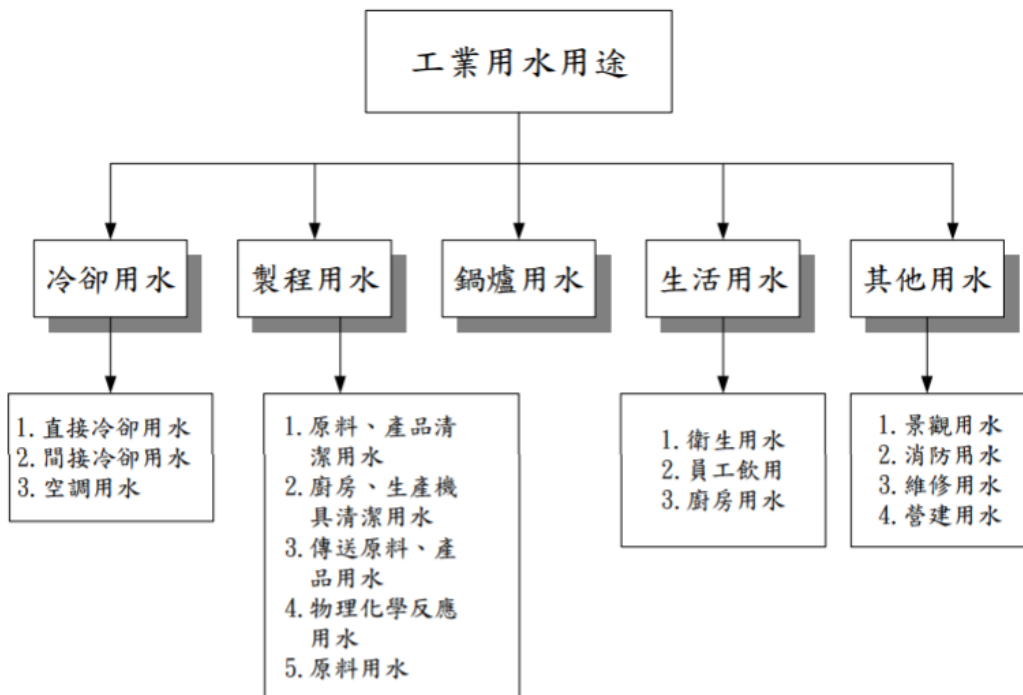 工業用水用途
冷卻用水
製程用水
鍋爐用水
生活用水
其他用水
1. 直接冷卻用水
2. 間接冷卻用水
3. 空調用水
1. 原料、產品清
潔用水
2. 廚房、生產機
具清潔用水
3. 傳送原料、產
品用水
4. 物理化學反應
用水
5. 原料用水
1. 衛生用水
2. 員工飲用
3. 廚房用水
1. 景觀用水
2. 消防用水
3. 維修用水
4. 營建用水